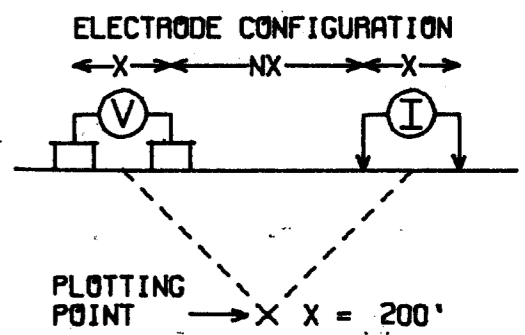 ELECTRODE CONFIGURATION
X NX X
V I
PLOTTING
POINT X = 200'